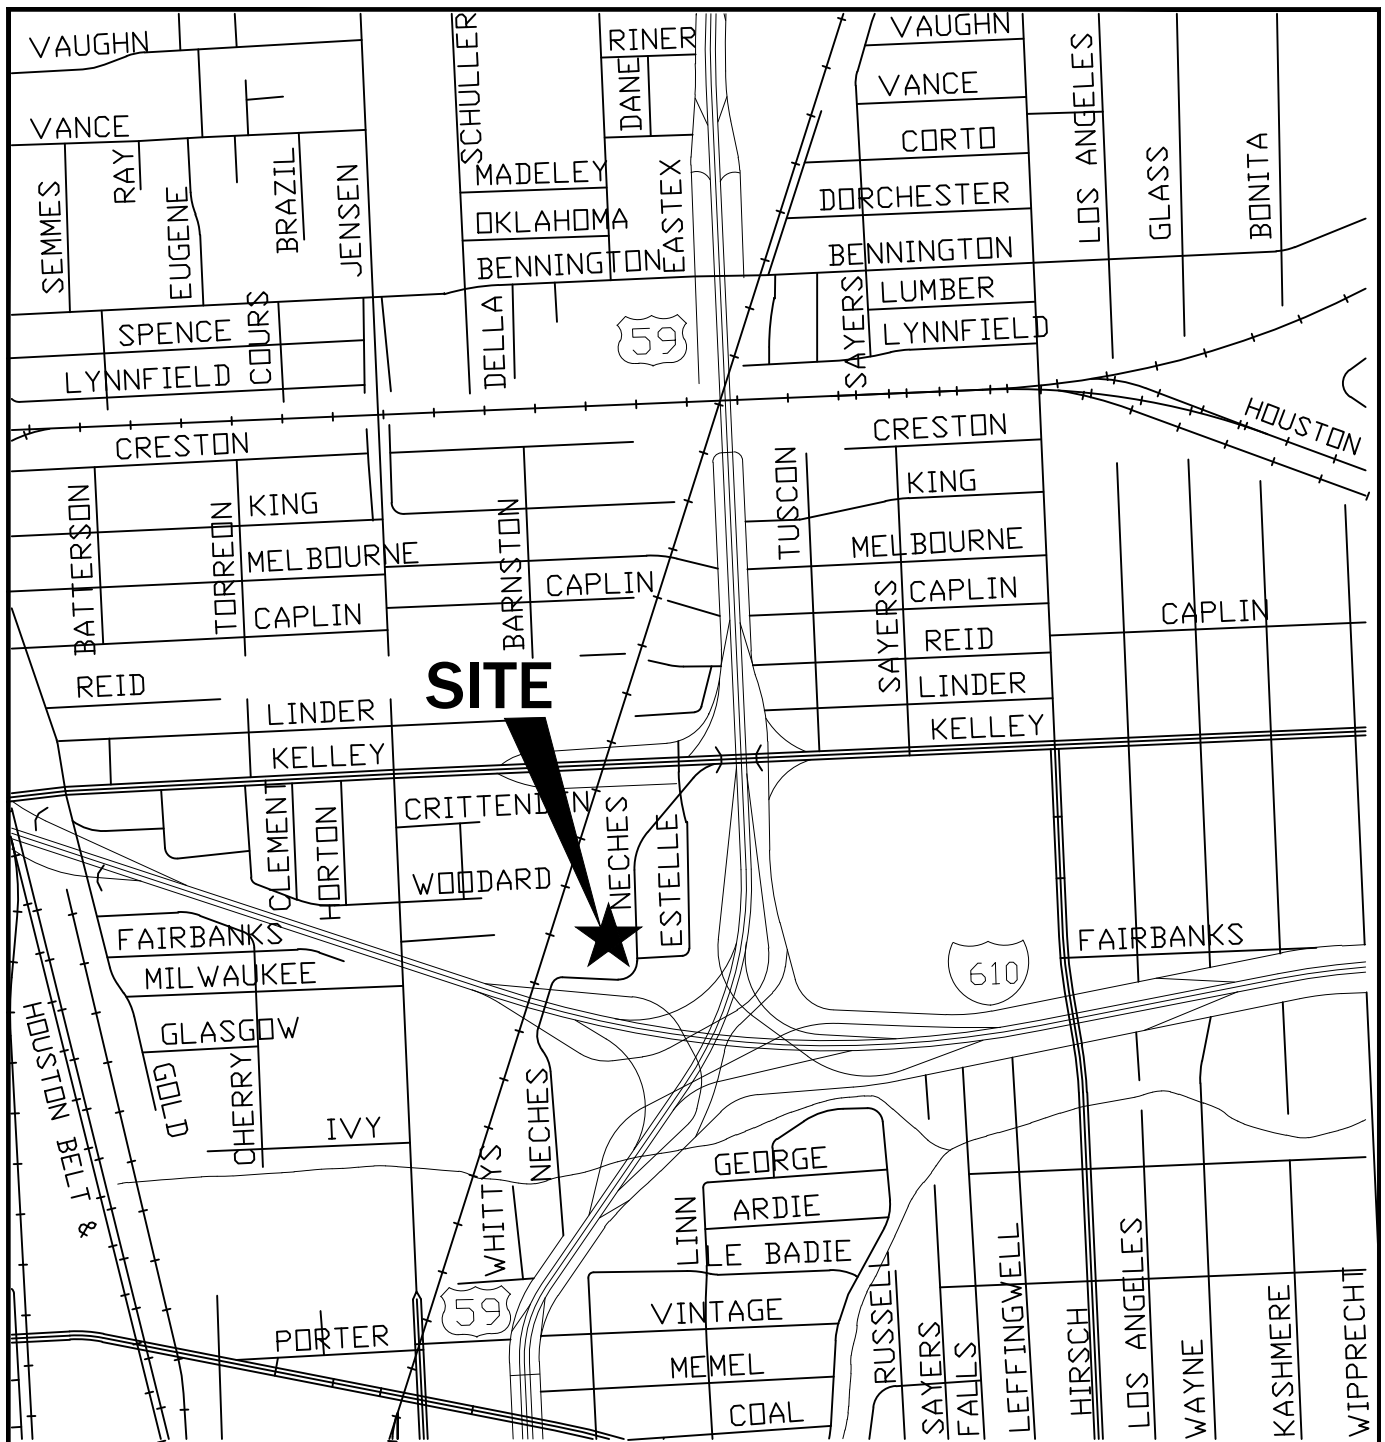 VAUGHN
SCHULLER
RINER
VAUGHN
DANE
LOS ANGELES
VANCE
VANCE
CORTO
RAY
BRAZIL
JENSEN
MADELEY
EASTEX
DORCHESTER
GLASS
BONITA
SEMMES
EUGENE
OKLAHOMA
BENNINGTON
BENNINGTON
LUMBER
SAYERS
SPENCE
COURS
DELLA
59
LYNNFIELD
LYNNFIELD
HOUSTON
CRESTON
CRESTON
BATTERSON
TORREON
KING
BARNSTON
TUSCON
KING
MELBOURNE
MELBOURNE
CAPLIN
CAPLIN
SAYERS
CAPLIN
CAPLIN
REID
REID
SITE
LINDER
LINDER
KELLEY
KELLEY
CLEMENT
HORTON
CRITTENDEN
NECHES
ESTELLE
WOODARD
FAIRBANKS
FAIRBANKS
MILWAUKEE
610
HOUSTON BELT &
GLASGOW
GOLD
CHERRY
IVY
NECHES
WHITTYS
GEORGE
LINN
ARDIE
LE BADIE
RUSSELL
LEFFINGWELL
LOS ANGELES
59
VINTAGE
PORTER
MEMEL
SAYERS
FALLS
HIRSCH
WAYNE
KASHMERE
WIPPRECHT
COAL